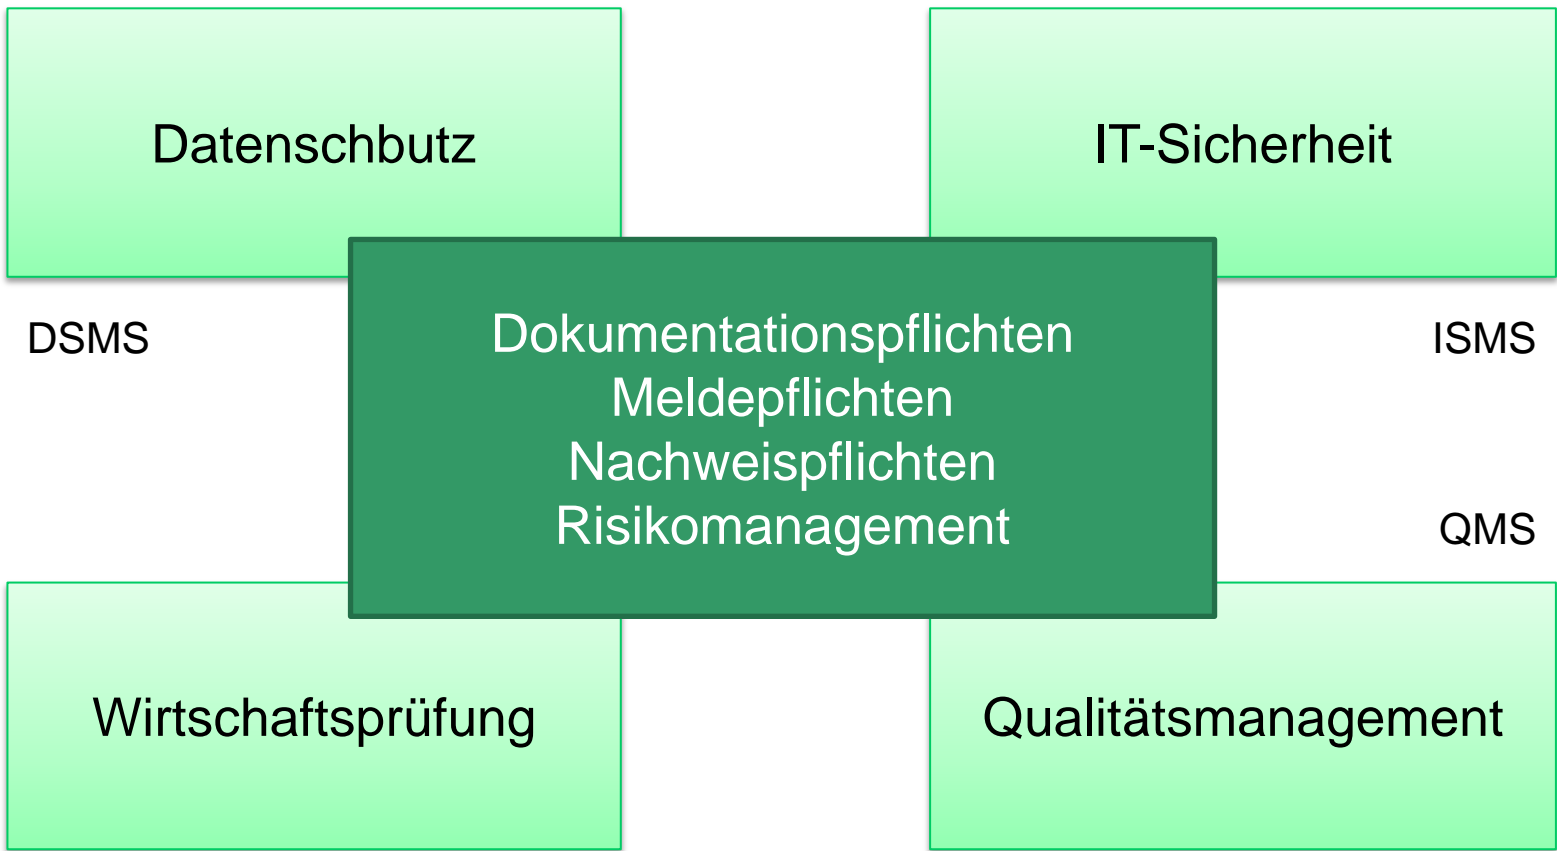 Datenschbutz
IT-Sicherheit
DSMS
ISMS
Dokumentationspflichten
Meldepflichten
Nachweispflichten
Risikomanagement
QMS
Wirtschaftsprüfung
Qualitätsmanagement